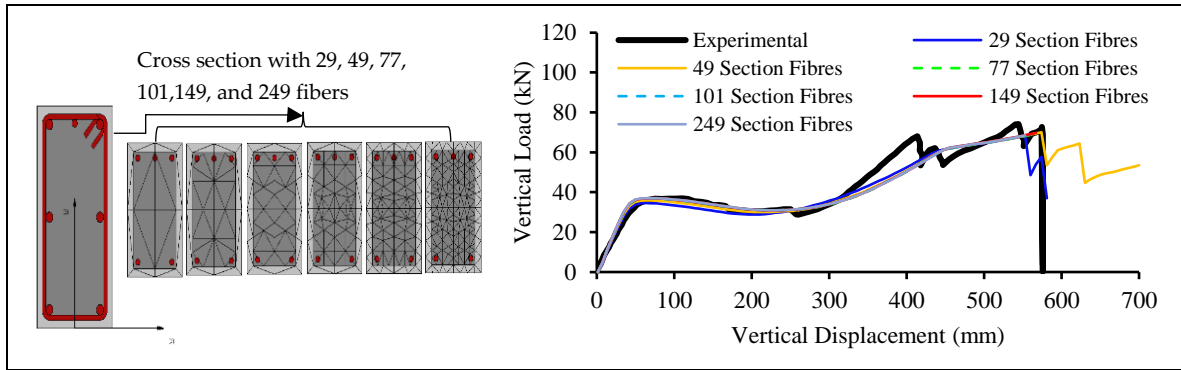 Cross section with 29, 49, 77,
101,149, and 249 fibers
Vertical Load (kN)
120
100
80
60
40
20
0
Experimental
29 Section Fibres
49 Section Fibres
77 Section Fibres
101 Section Fibres
149 Section Fibres
249 Section Fibres
0 100 200 300 400 500 600 700
Vertical Displacement (mm)